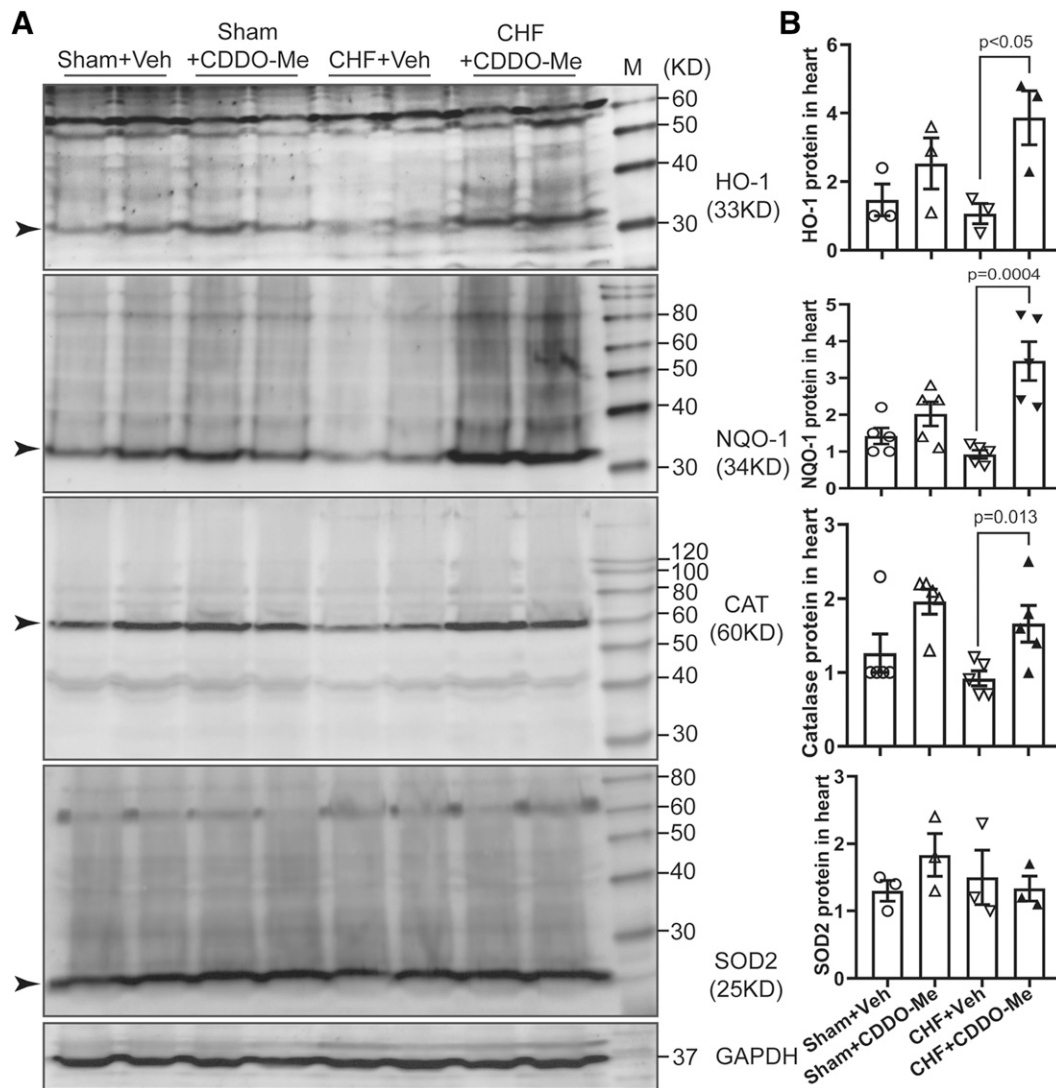 A
Sham+Veh
Sham
+CDDO-Me
CHF+Veh
CHF
+CDDO-Me
M
(KD)
60
50
40
30
HO-1
(33KD)
80
60
50
40
30
NQO-1
(34KD)
120
100
80
60
50
40
30
CAT
(60KD)
80
60
50
40
30
SOD2
(25KD)
37
GAPDH
B
p<0.05
HO-1 protein in heart
6
4
2
0
p=0.0004
NQO-1 protein in heart
5
4
3
2
1
0
p=0.013
Catalase protein in heart
3
2
1
0
SOD2 protein in heart
3
2
1
0
Sham+Veh
Sham+CDDO-Me
CHF+Veh
CHF+CDDO-Me